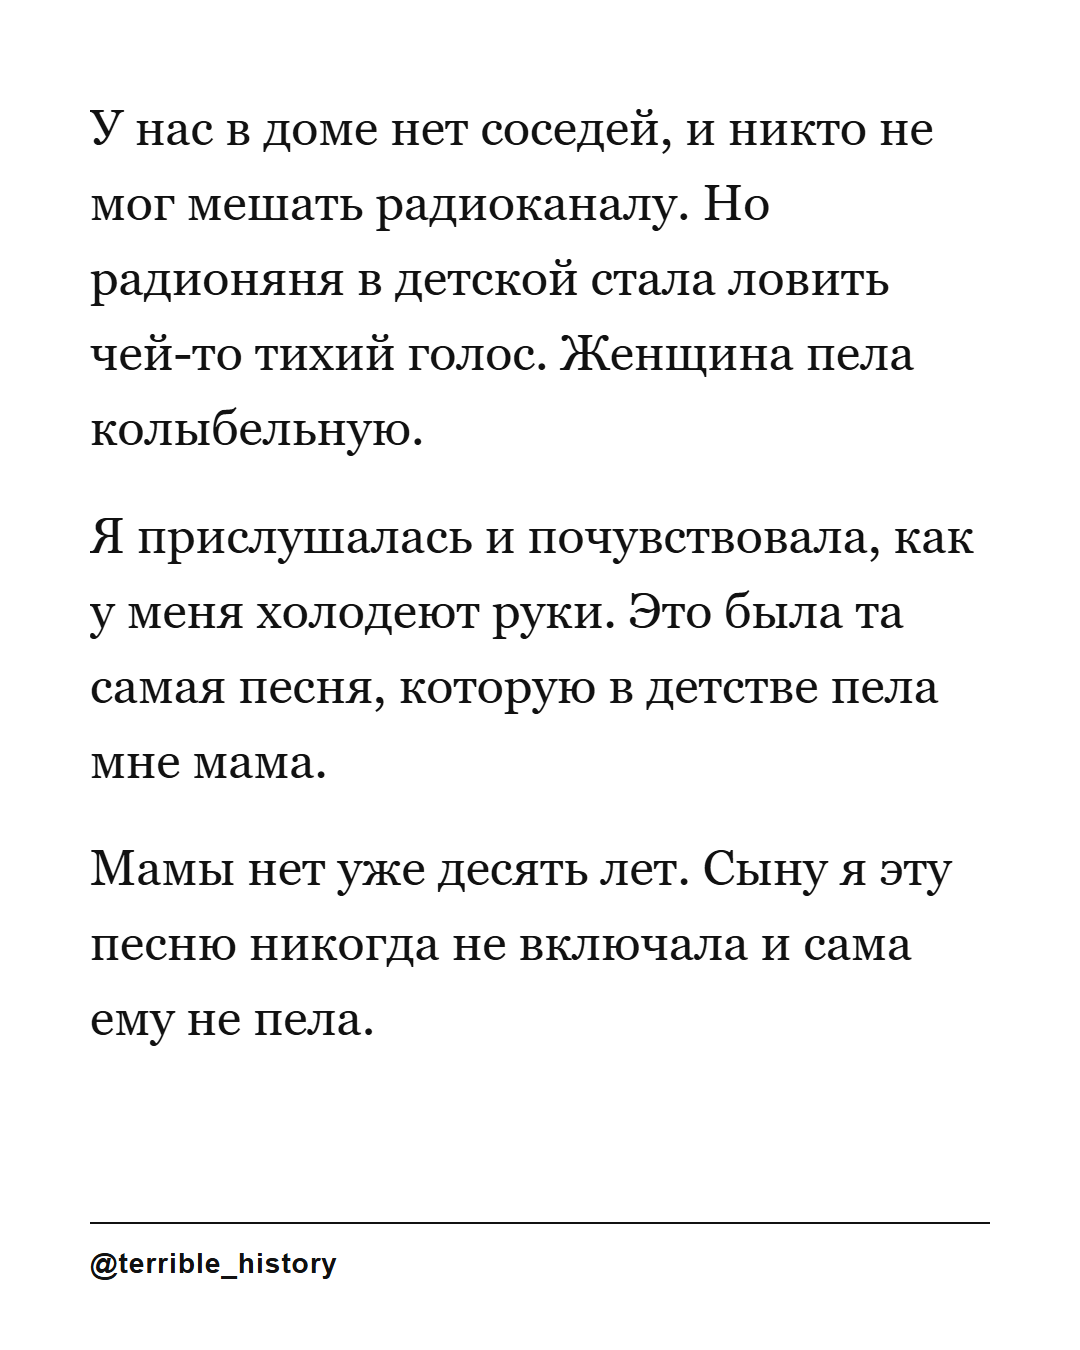 У нас в доме нет соседей, и никто не
мог мешать радиоканалу. Но
радионяня в детской стала ловить
чей-то тихий голос. Женщина пела
колыбельную.
Я прислушалась и почувствовала, как
у меня холодеют руки. Это была та
самая песня, которую в детстве пела
мне мама.
Мамы нет уже десять лет. Сыну я эту
песню никогда не включала и сама
ему не пела.
@terrible_history